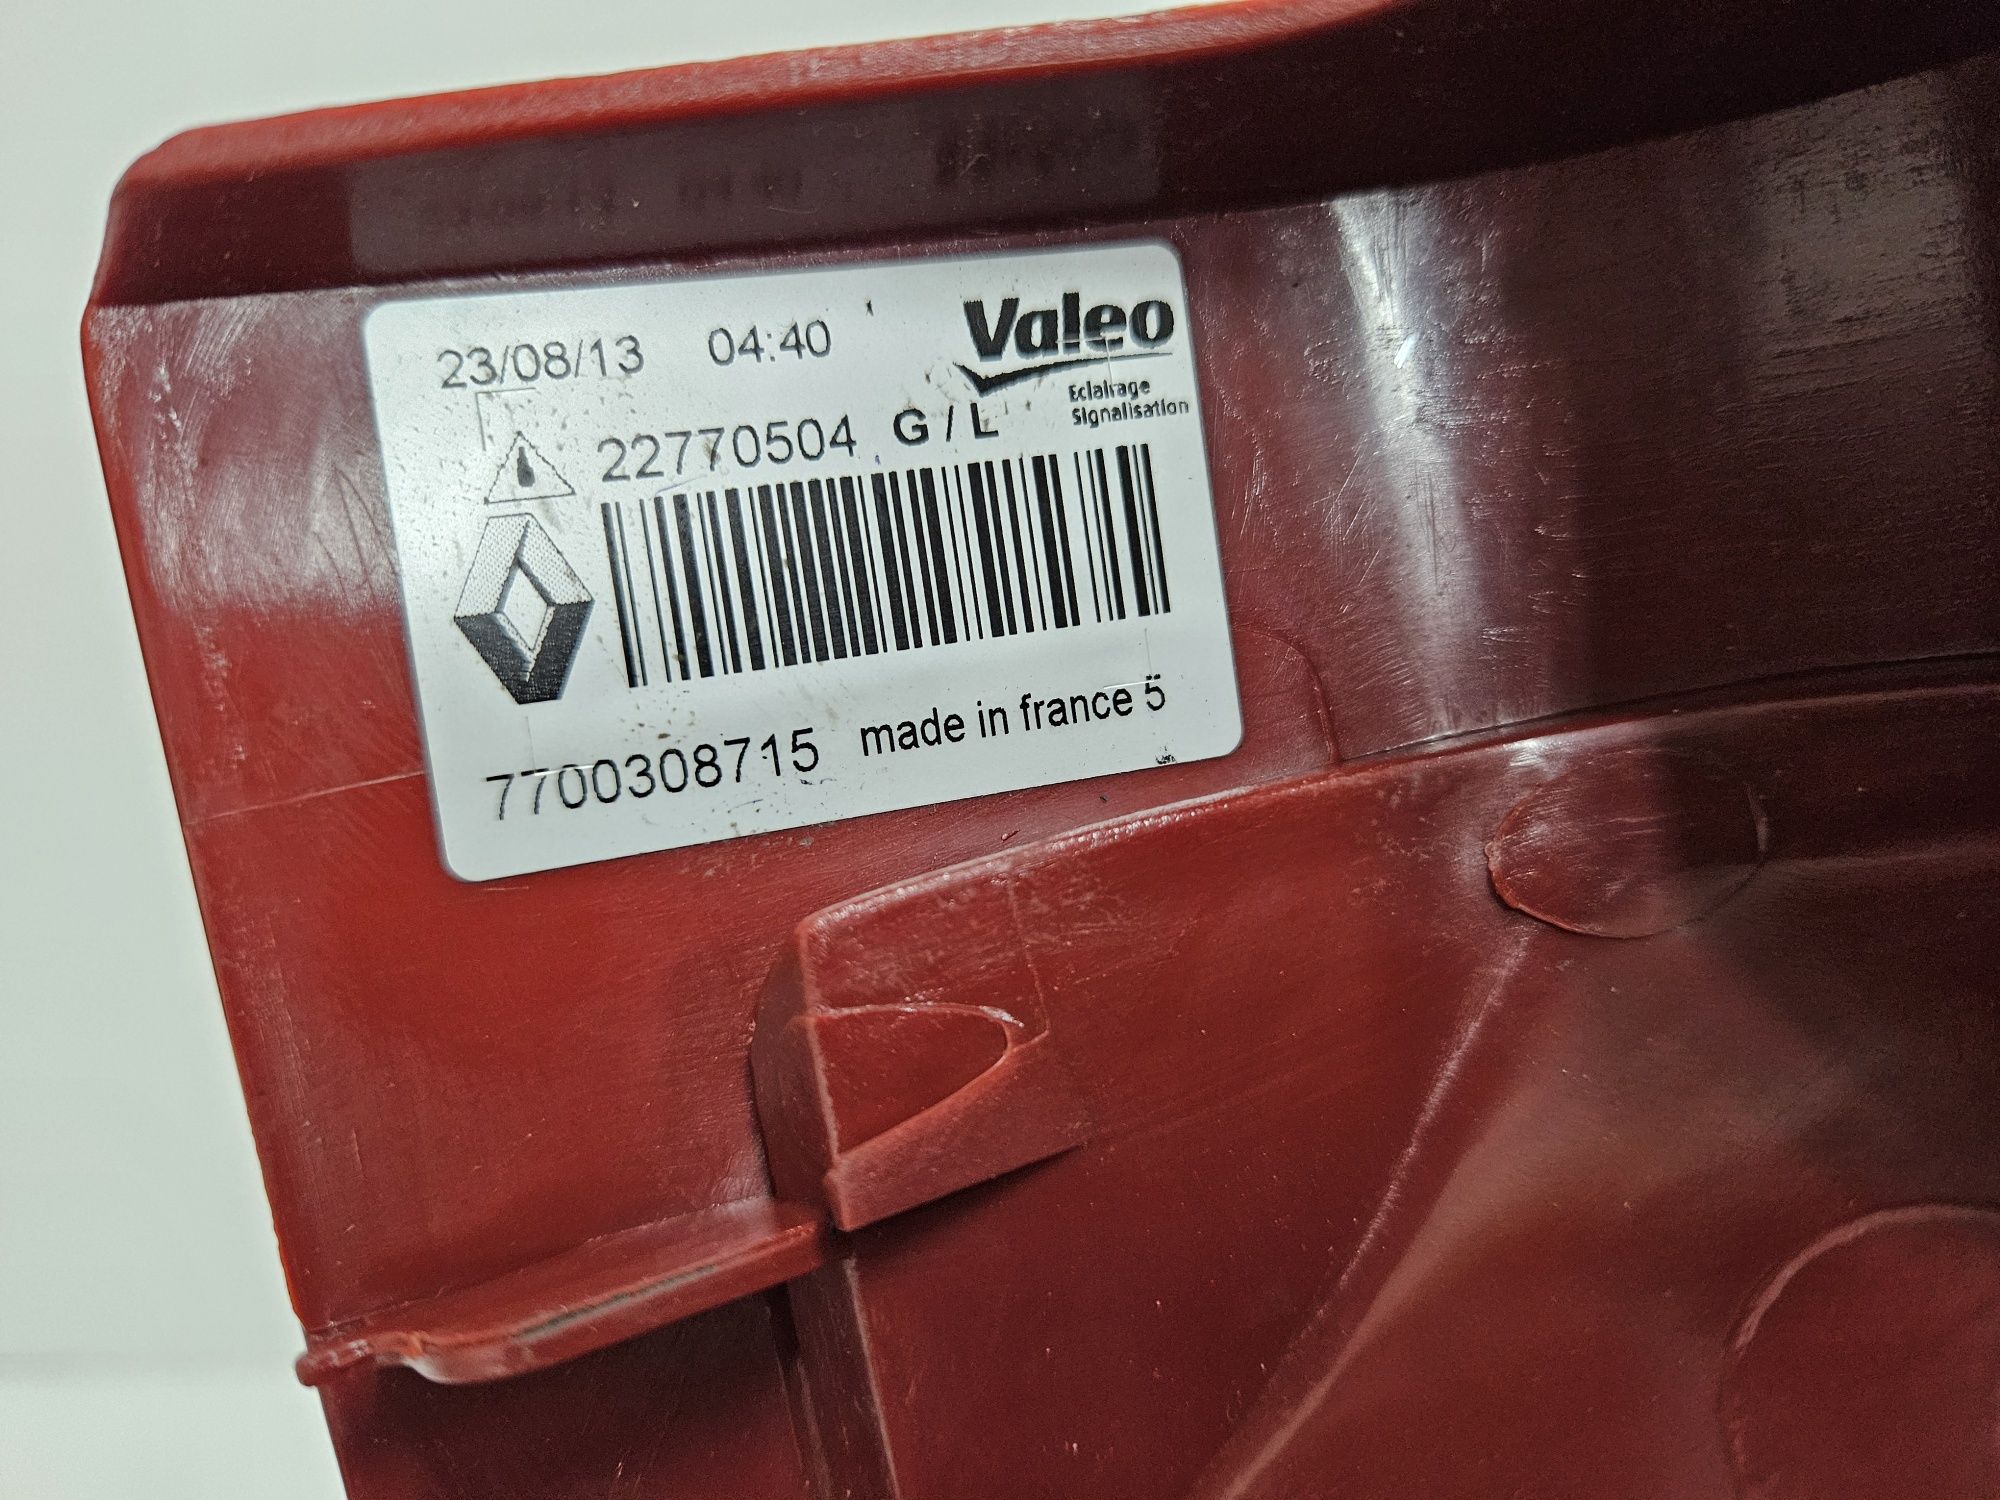 23/08/13 04:40 Valeo
Eclairage
Signalisation
22770504 G / L
7700308715 made in france 5